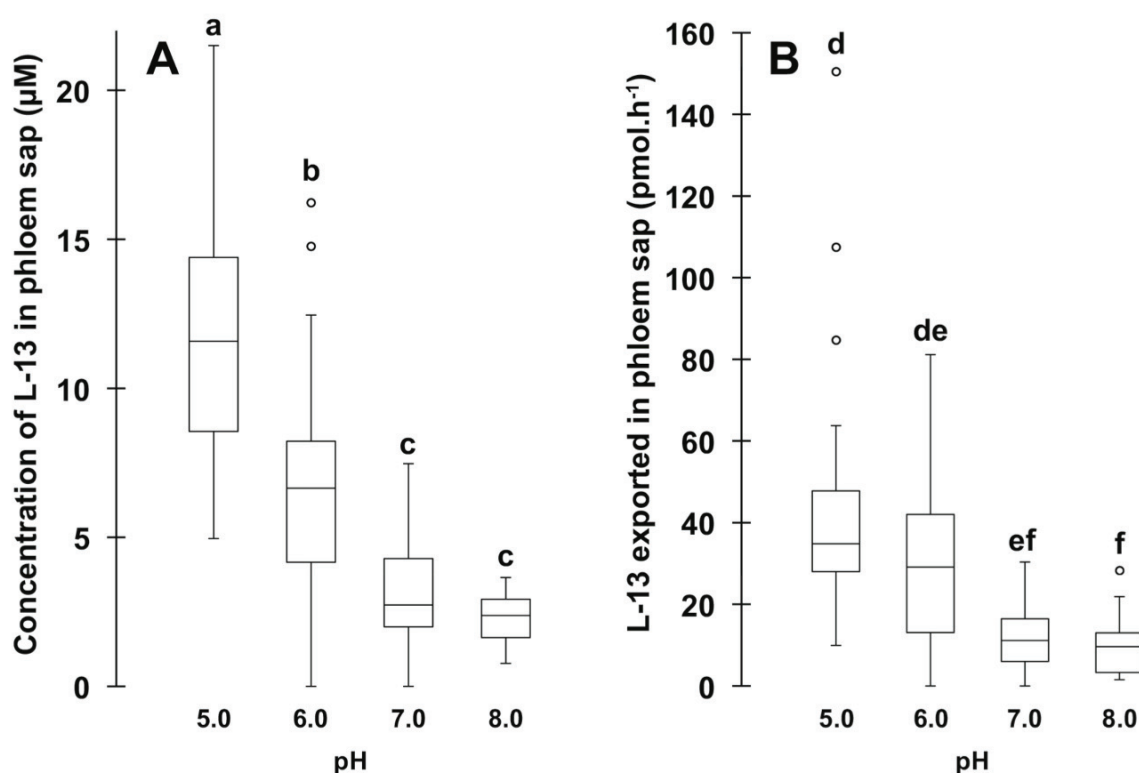 A
Concentration of L-13 in phloem sap (µM)
20
15
10
5
0
a
b
c
c
5.0 6.0 7.0 8.0
pH
B
L-13 exported in phloem sap (pmol.h⁻¹)
160
140
120
100
80
60
40
20
0
d
de
ef
f
5.0 6.0 7.0 8.0
pH